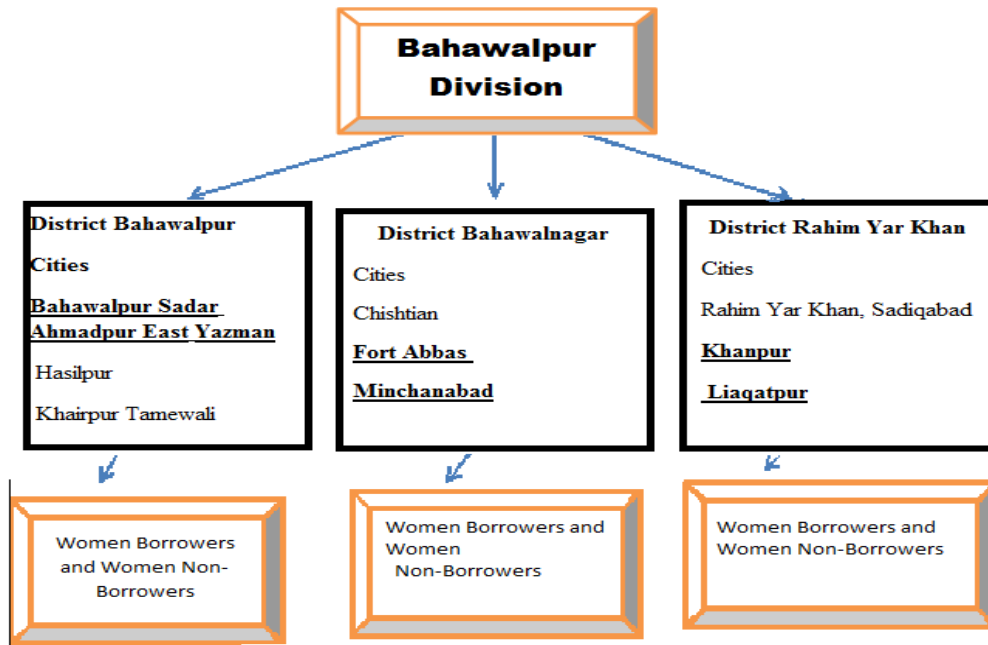 Bahawalpur
Division
District Bahawalpur
Cities
Bahawalpur Sadar
Ahmadpur East Yazman
Hasilpur
Khairpur Tamewali
District Bahawalnagar
Cities
Chishtian
Fort Abbas
Minchanabad
District Rahim Yar Khan
Cities
Rahim Yar Khan, Sadiqabad
Khanpur
Liaqatpur
Women Borrowers
and Women Non-
Borrowers
Women Borrowers and
Women
Non-Borrowers
Women Borrowers and
Women Non-Borrowers